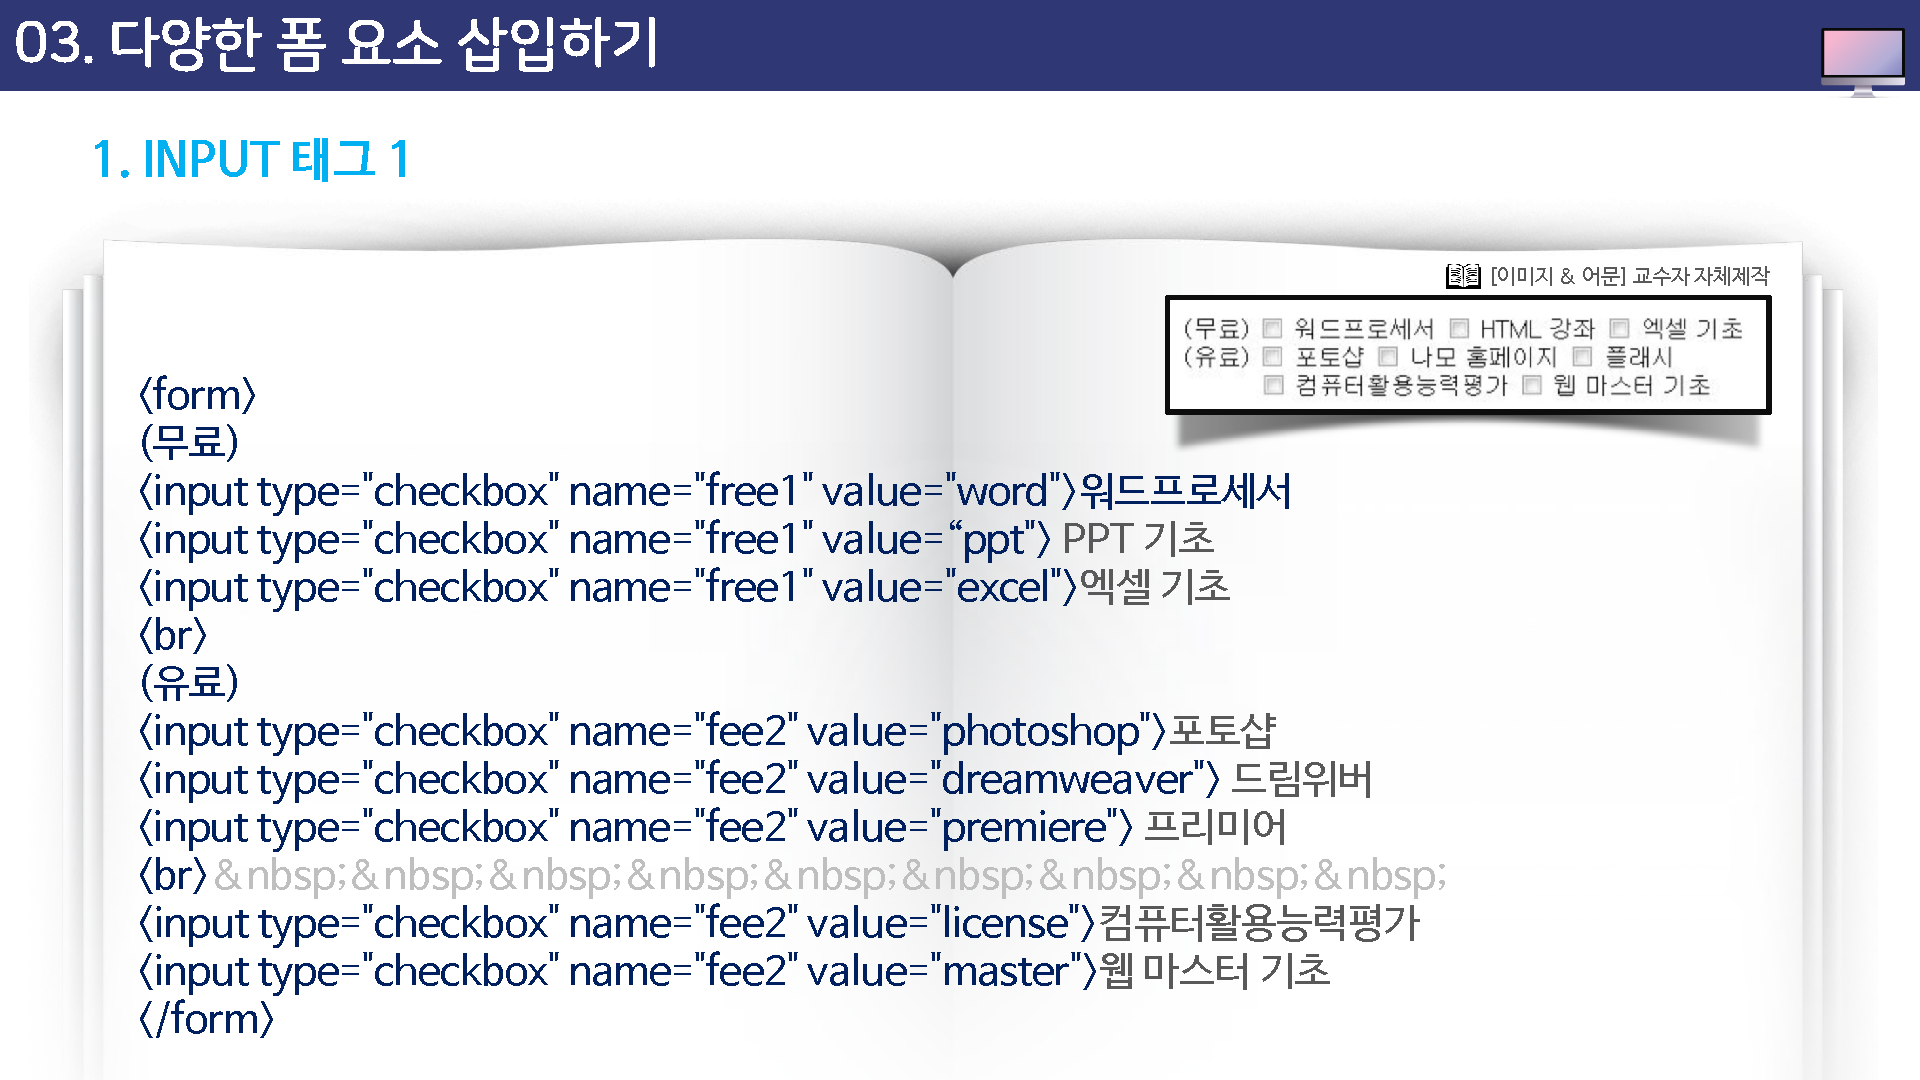 03. 다양한 폼 요소 삽입하기
1. INPUT 태그 1
[이미지 & 어문] 교수자 자체제작
(무료) 워드프로세서 HTML 강좌 엑셀 기초
(유료) 포토샵 나모 홈페이지 플래시
컴퓨터활용능력평가 웹 마스터 기초
<form>
(무료)
<input type="checkbox" name="free1" value="word">워드프로세서
<input type="checkbox" name="free1" value=“ppt"> PPT 기초
<input type="checkbox" name="free1" value="excel">엑셀 기초
<br>
(유료)
<input type="checkbox" name="fee2" value="photoshop">포토샵
<input type="checkbox" name="fee2" value="dreamweaver"> 드림위버
<input type="checkbox" name="fee2" value="premiere"> 프리미어
<br>&nbsp;&nbsp;&nbsp;&nbsp;&nbsp;&nbsp;&nbsp;&nbsp;&nbsp;
<input type="checkbox" name="fee2" value="license">컴퓨터활용능력평가
<input type="checkbox" name="fee2" value="master">웹 마스터 기초
</form>